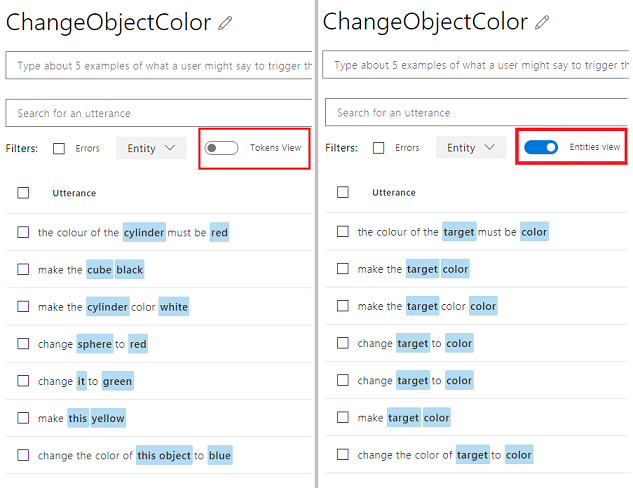 ChangeObjectColor
Type about 5 examples of what a user might say to trigger th
Search for an utterance
Filters: Errors Entity Tokens View
Utterance
the colour of the cylinder must be red
make the cube black
make the cylinder color white
change sphere to red
change it to green
make this yellow
change the color of this object to blue
ChangeObjectColor
Type about 5 examples of what a user might say to trigger th
Search for an utterance
Filters: Errors Entity Entities view
Utterance
the colour of the target must be color
make the target color
make the target color color
change target to color
change target to color
make target color
change the color of target to color